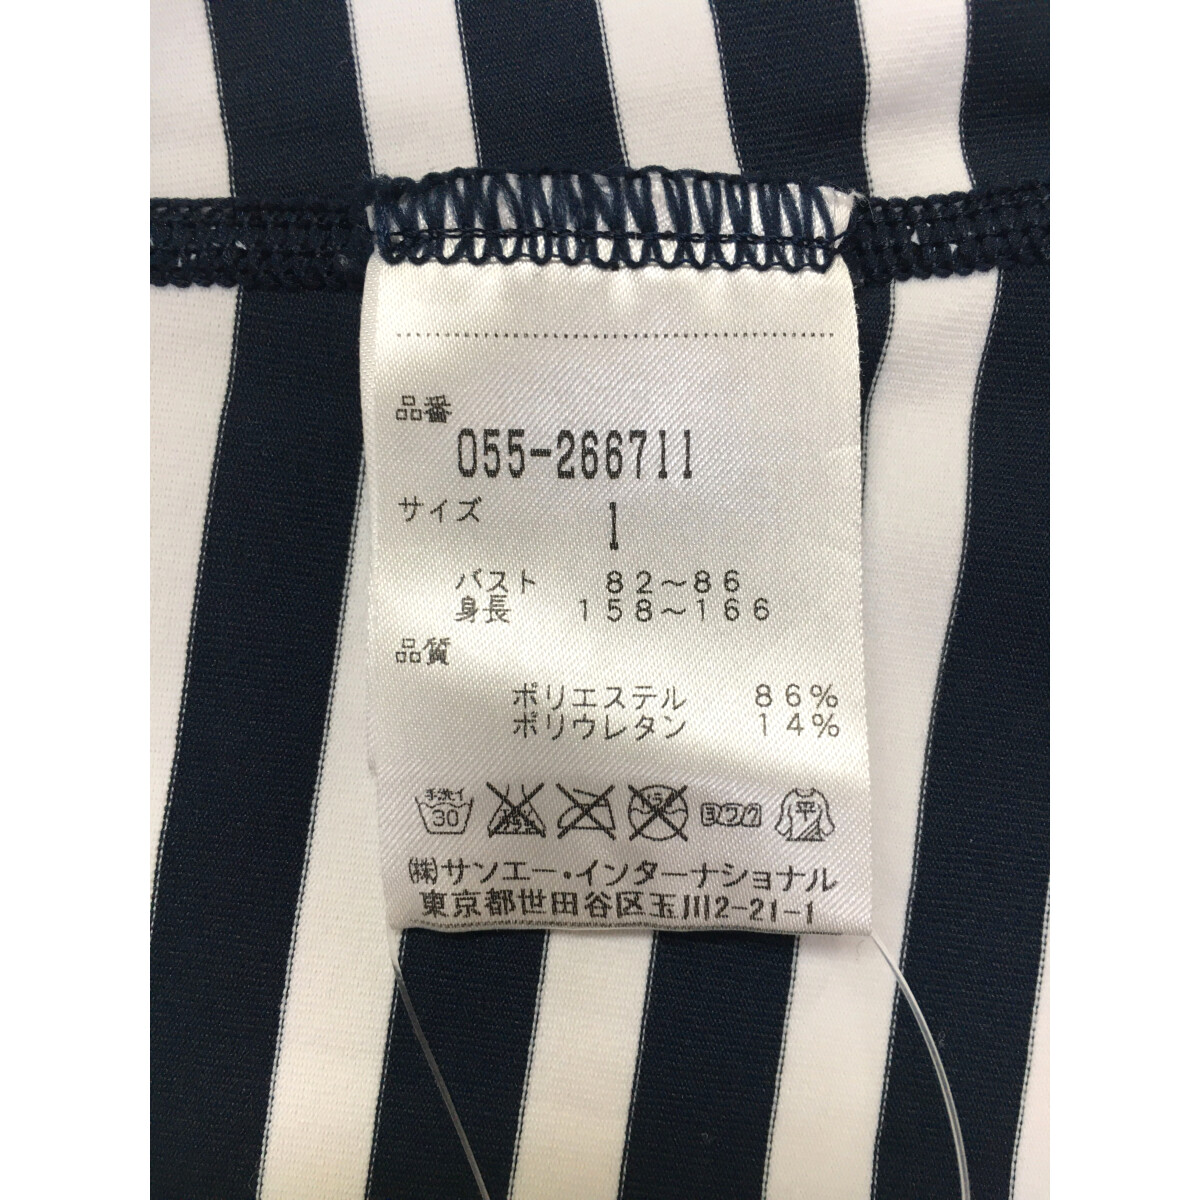 品番
055-266711
サイズ 1
バスト 82~86
身長 158~166
品質
ポリエステル 86%
ポリウレタン 14%
手洗イ 30 ヨワク 平
㈱サンエー・インターナショナル
東京都世田谷区玉川2-21-1